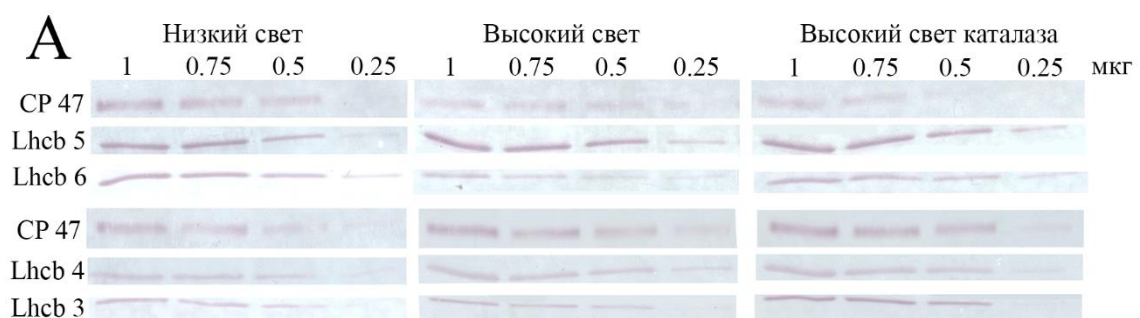 А
Низкий свет Высокий свет Высокий свет каталаза
1 0.75 0.5 0.25 1 0.75 0.5 0.25 1 0.75 0.5 0.25 мкг
CP 47
Lhcb 5
Lhcb 6
CP 47
Lhcb 4
Lhcb 3